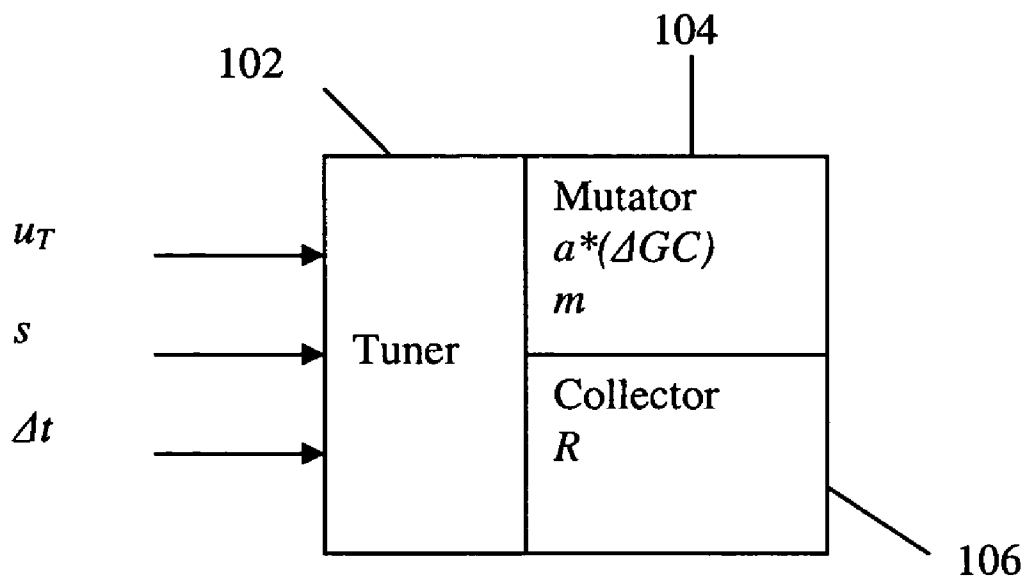 104
102
Mutator
a*(ΔGC)
m
u_T
s
Tuner
Collector
R
Δt
106